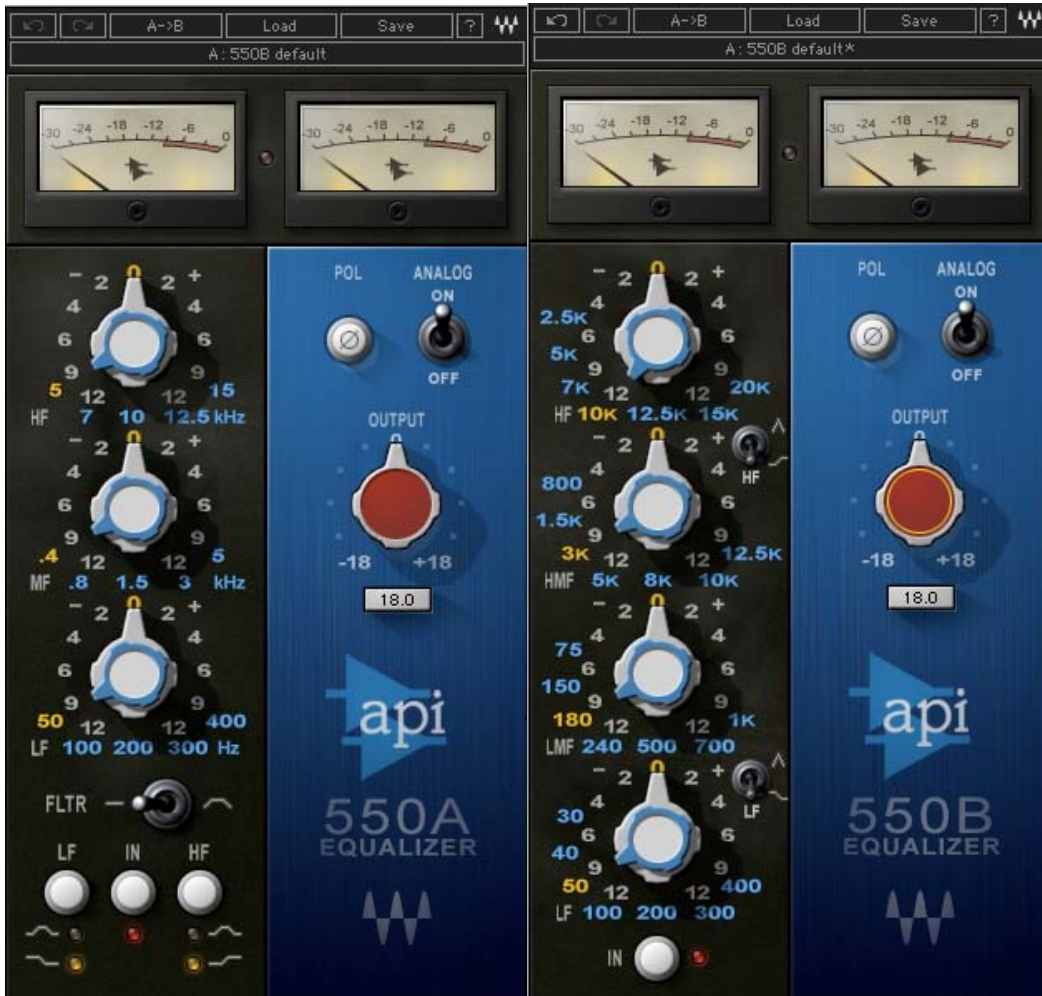 A->B Load Save ?
A: 550B default
-30 -24 -18 -12 -6 0
-30 -24 -18 -12 -6 0
- 0 +
2 2
4 4
6 6
9 9
12 12
5 15
HF 7 10 12.5 kHz
- 0 +
2 2
4 4
6 6
9 9
12 12
.4 5
MF .8 1.5 3 kHz
- 0 +
2 2
4 4
6 6
9 9
12 12
50 400
LF 100 200 300 Hz
FLTR
LF IN HF
POL ANALOG
ON
Ø
OFF
OUTPUT
0
-18 +18
18.0
api
550A
EQUALIZER
A->B Load Save ?
A: 550B default*
-30 -24 -18 -12 -6 0
-30 -24 -18 -12 -6 0
- 0 +
2 2
4 4
2.5K 6 6
5K 9 9
7K 12 12 20K
HF 10K 12.5K 15K
HF
- 0 +
2 2
4 4
800 6 6
1.5K 9 9
3K 12 12 12.5K
HMF 5K 8K 10K
- 0 +
2 2
4 4
75 6 6
150 9 9
180 12 12 1K
LMF 240 500 700
LF
- 0 +
2 2
4 4
30 6 6
40 9 9
50 12 12 400
LF 100 200 300
IN
POL ANALOG
ON
Ø
OFF
OUTPUT
0
-18 +18
18.0
api
550B
EQUALIZER